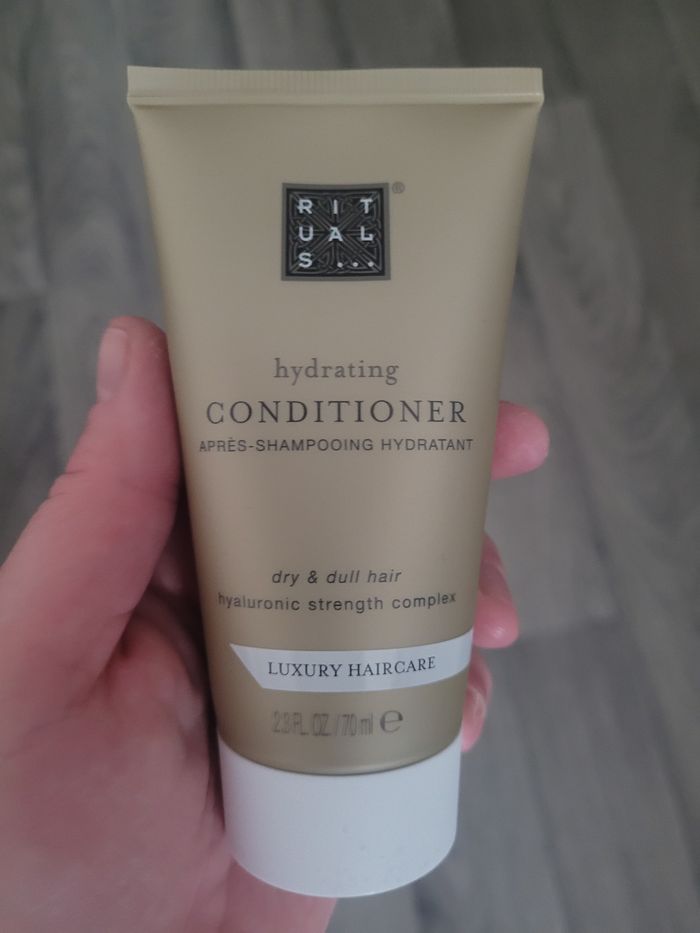 RIT
UAL
S...
®
hydrating
CONDITIONER
APRÈS-SHAMPOOING HYDRATANT
dry & dull hair
hyaluronic strength complex
LUXURY HAIRCARE
2.3 FL. OZ. / 70 ml ℮